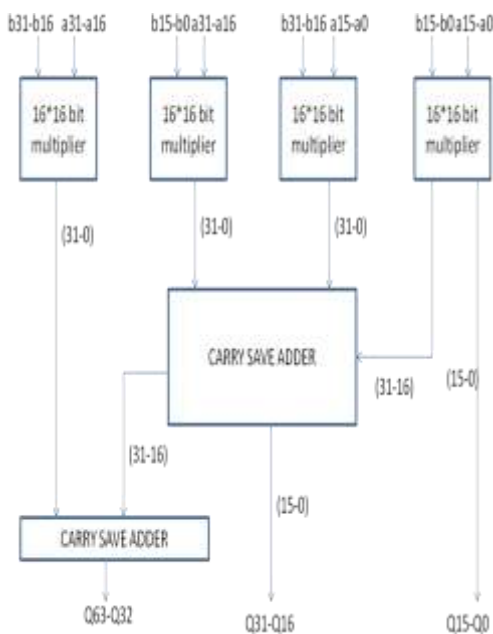 b31-b16 a31-a16 b15-b0 a31-a16 b31-b16 a15-a0 b15-b0 a15-a0
16*16 bit multiplier
16*16 bit multiplier
16*16 bit multiplier
16*16 bit multiplier
(31-0)
(31-0)
(31-0)
CARRY SAVE ADDER
(31-16)
(15-0)
(31-16)
(15-0)
CARRY SAVE ADDER
Q63-Q32
Q31-Q16
Q15-Q0